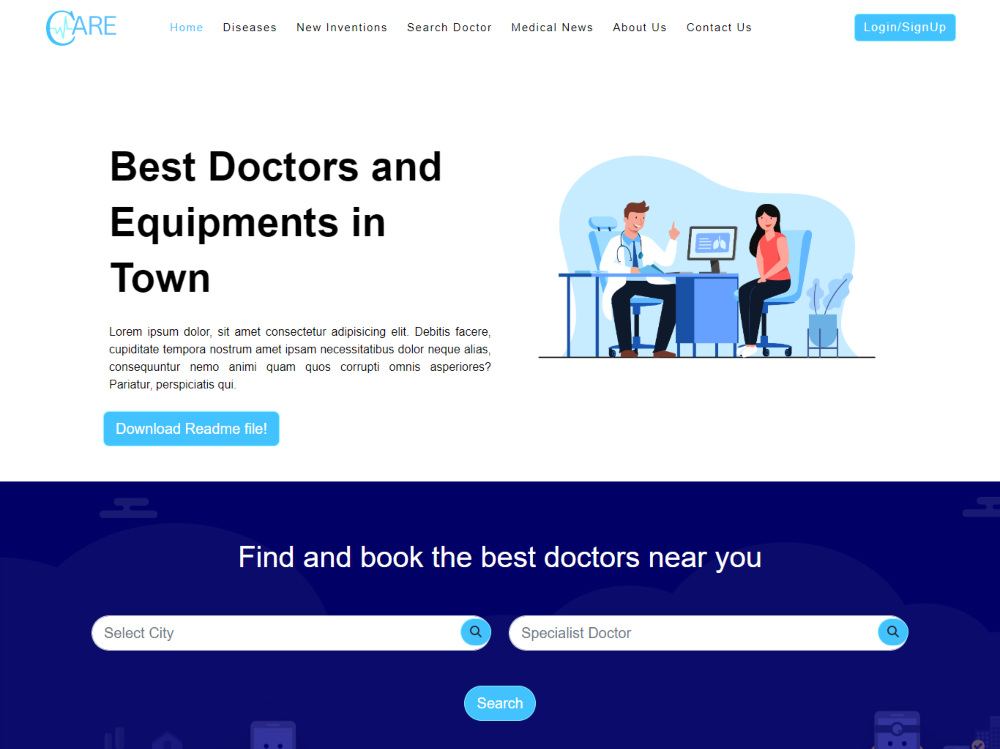 CARE
Home Diseases New Inventions Search Doctor Medical News About Us Contact Us Login/SignUp
Best Doctors and
Equipments in
Town
Lorem ipsum dolor, sit amet consectetur adipisicing elit. Debitis facere,
cupiditate tempora nostrum amet ipsam necessitatibus dolor neque alias,
consequuntur nemo animi quam quos corrupti omnis asperiores?
Pariatur, perspiciatis qui.
Download Readme file!
Find and book the best doctors near you
Select City
Specialist Doctor
Search